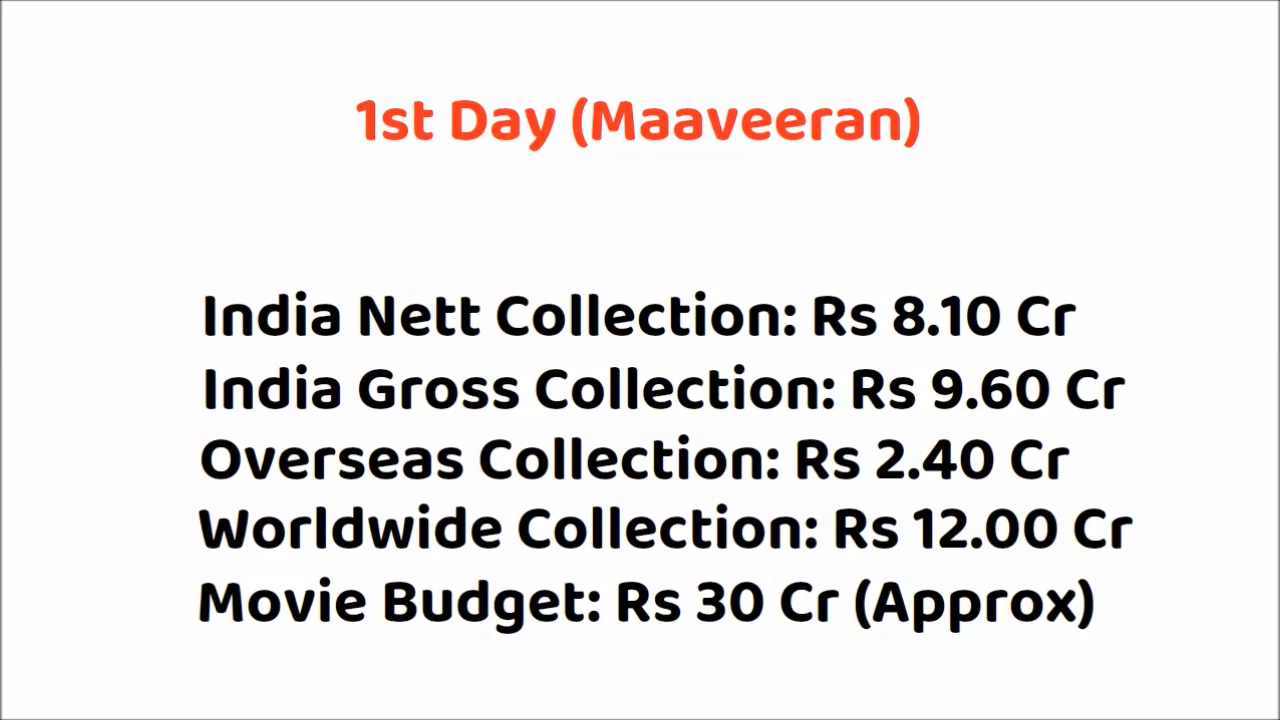 1st Day (Maaveeran)
India Nett Collection: Rs 8.10 Cr
India Gross Collection: Rs 9.60 Cr
Overseas Collection: Rs 2.40 Cr
Worldwide Collection: Rs 12.00 Cr
Movie Budget: Rs 30 Cr (Approx)